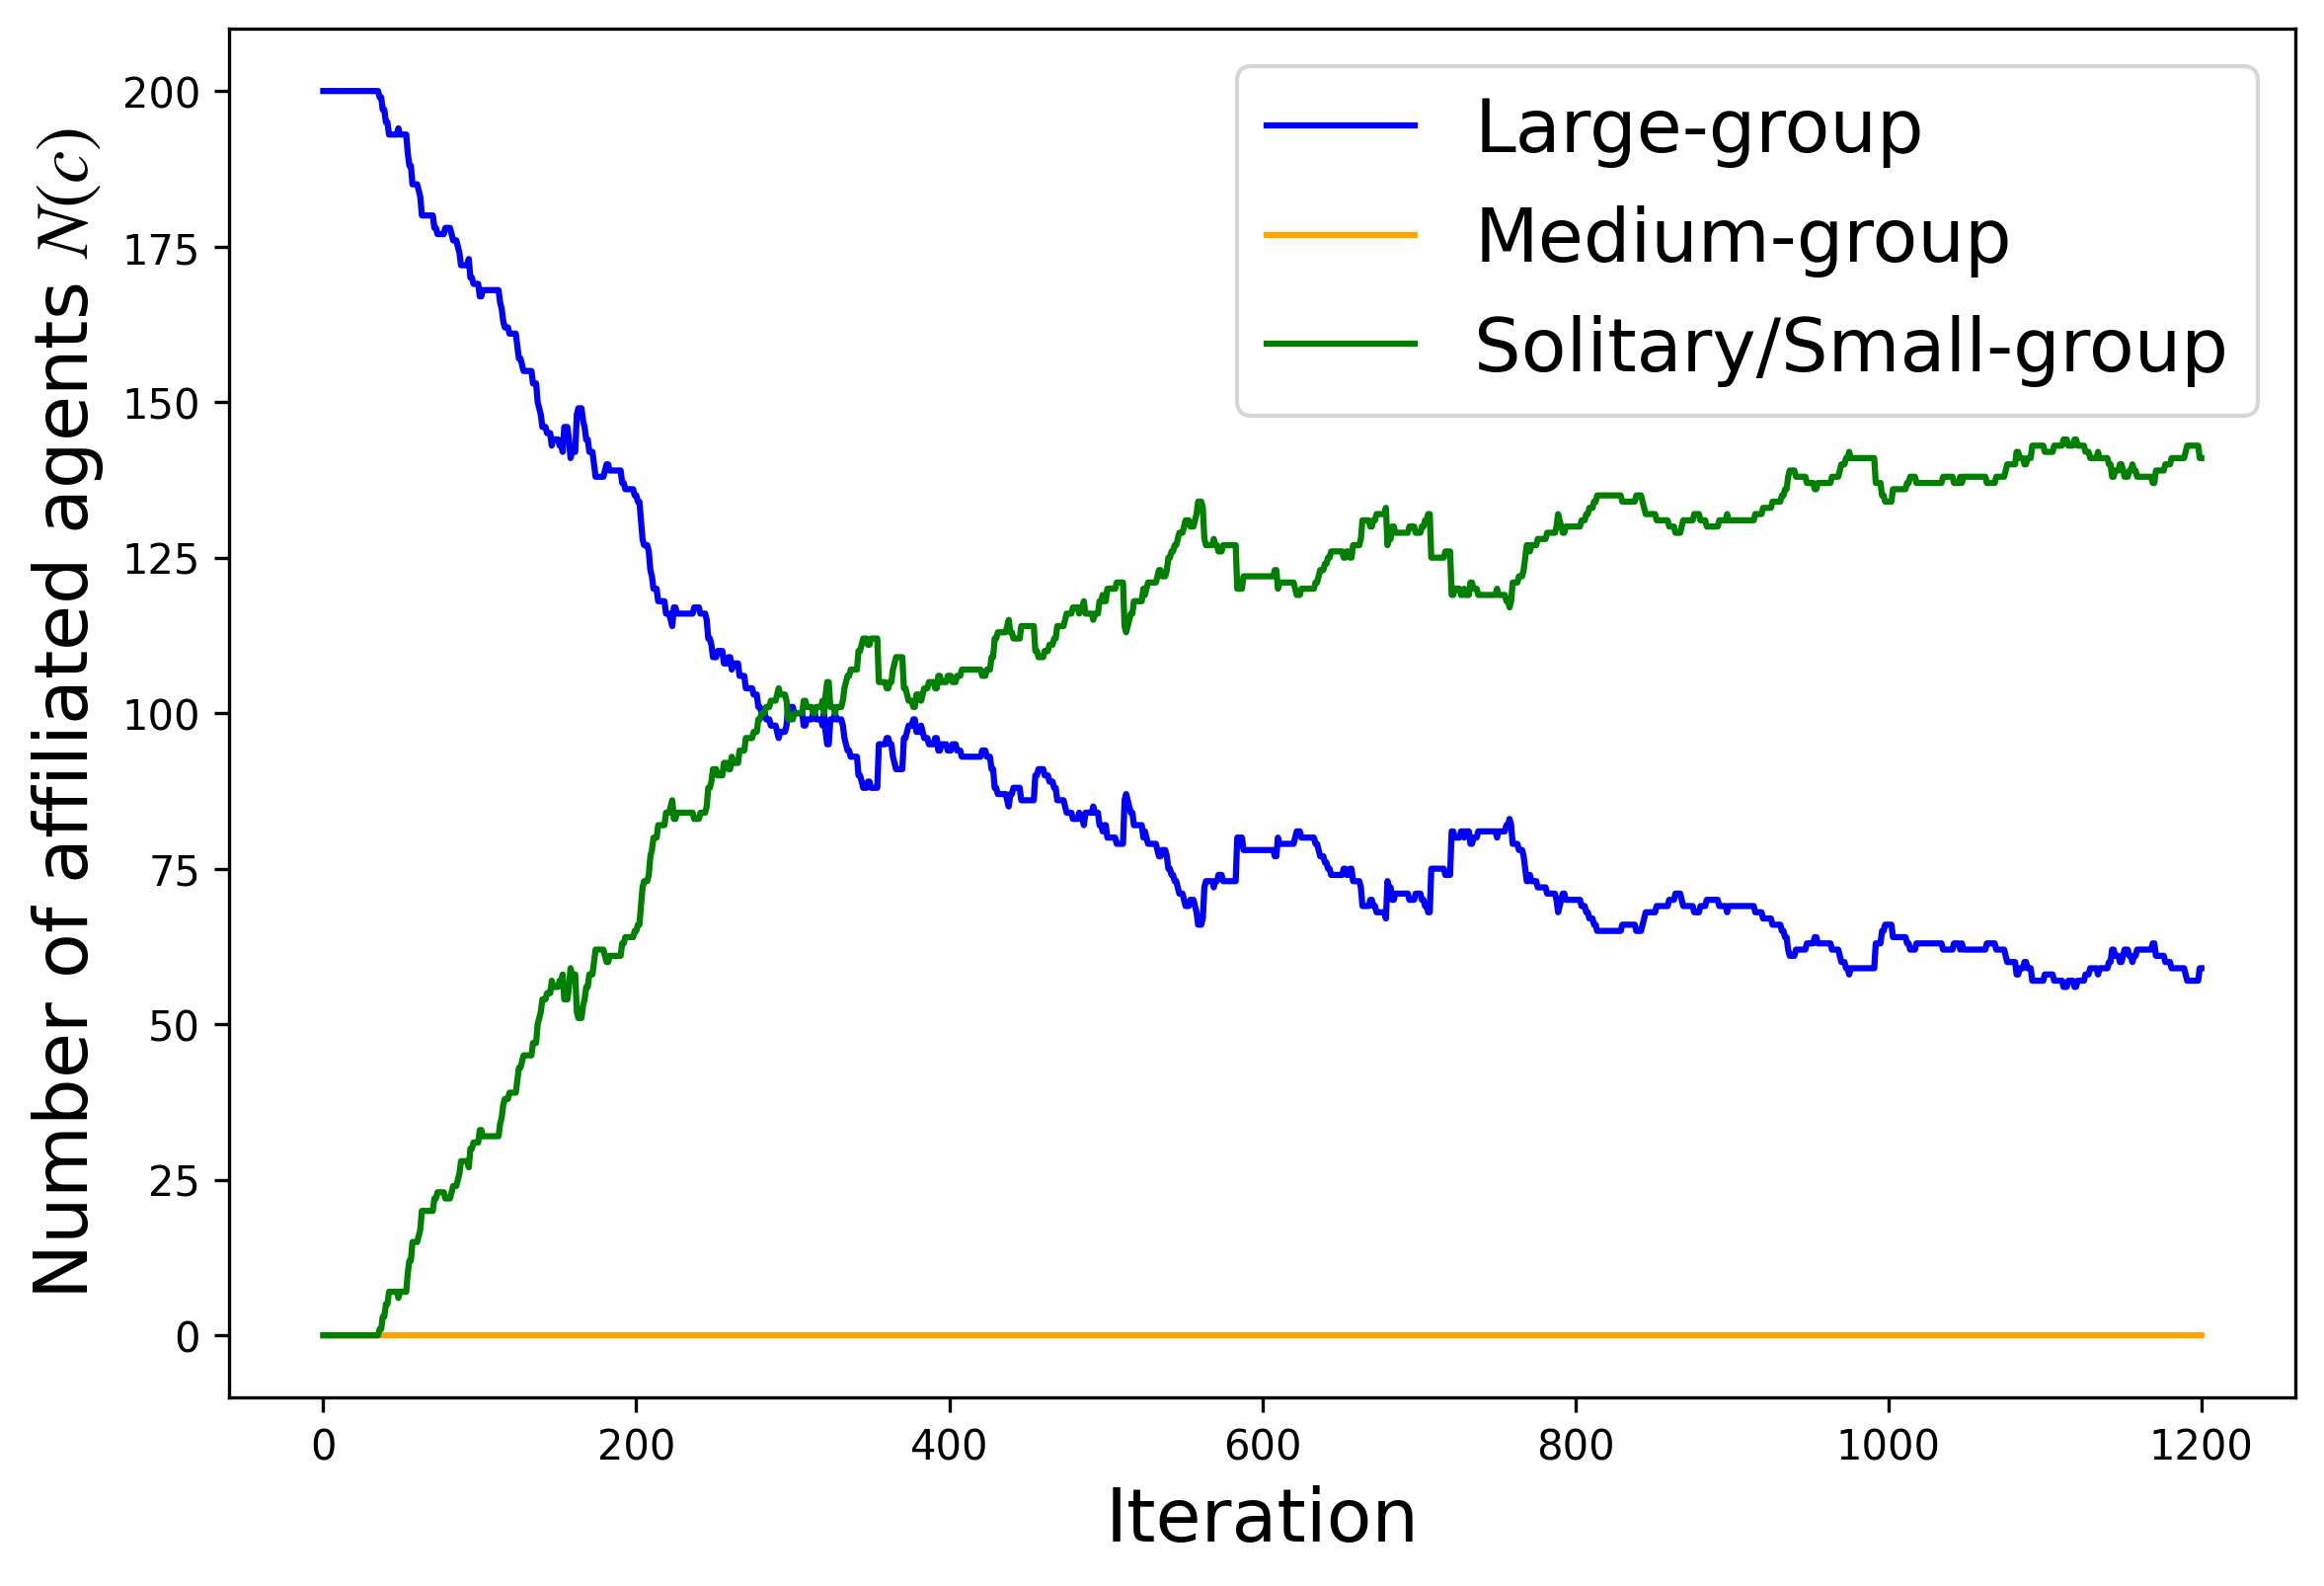 Number of affiliated agents N(c)
200
175
150
125
100
75
50
25
0
Large-group
Medium-group
Solitary/Small-group
0 200 400 600 800 1000 1200
Iteration